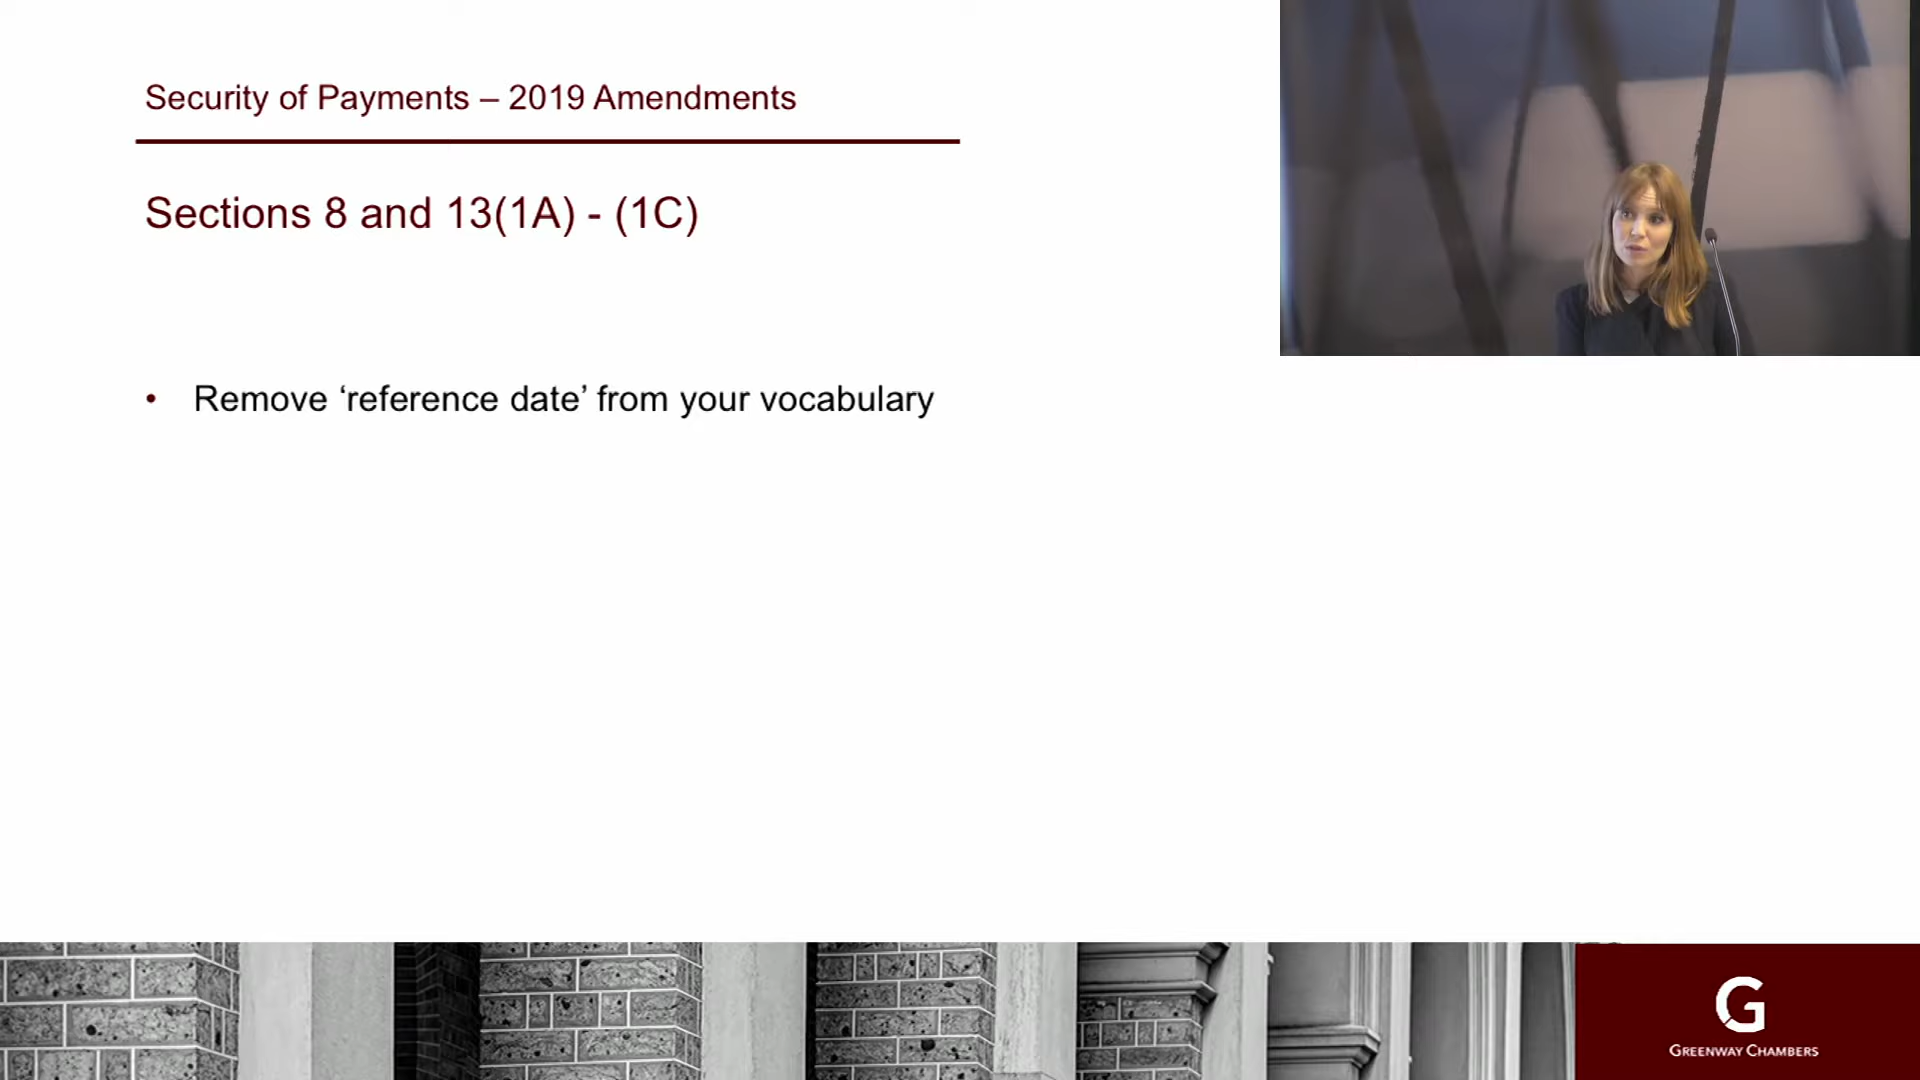 Security of Payments – 2019 Amendments
Sections 8 and 13(1A) - (1C)
• Remove ‘reference date’ from your vocabulary
G
GREENWAY CHAMBERS